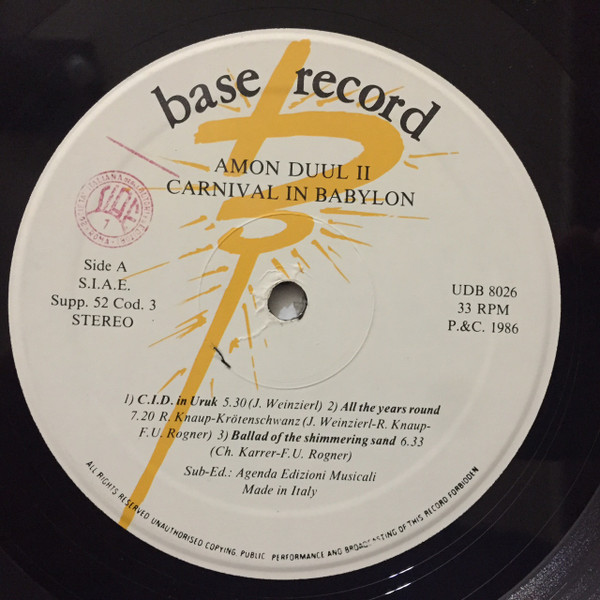 base record
AMON DUUL II
CARNIVAL IN BABYLON
Side A
S.I.A.E.
Supp. 52 Cod. 3
STEREO
UDB 8026
33 RPM
P.&C. 1986
1) C.I.D. in Uruk 5.30 (J. Weinzierl) 2) All the years round
7.20 R. Knaup-Krötenschwanz (J. Weinzierl-R. Knaup-
F.U. Rogner) 3) Ballad of the shimmering sand 6.33
(Ch. Karrer-F.U. Rogner)
Sub-Ed.: Agenda Edizioni Musicali
Made in Italy
ALL RIGHTS RESERVED UNAUTHORISED COPYING, PUBLIC PERFORMANCE AND BROADCASTING OF THIS RECORD FORBIDDEN